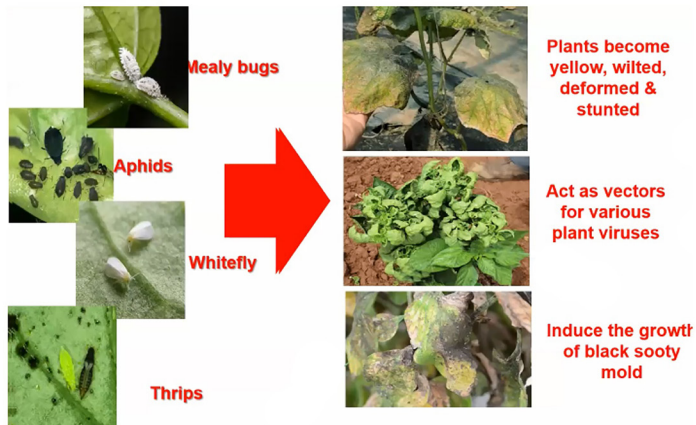 Mealy bugs
Aphids
Whitefly
Thrips
Plants become
yellow, wilted,
deformed &
stunted
Act as vectors
for various
plant viruses
Induce the growth
of black sooty
mold